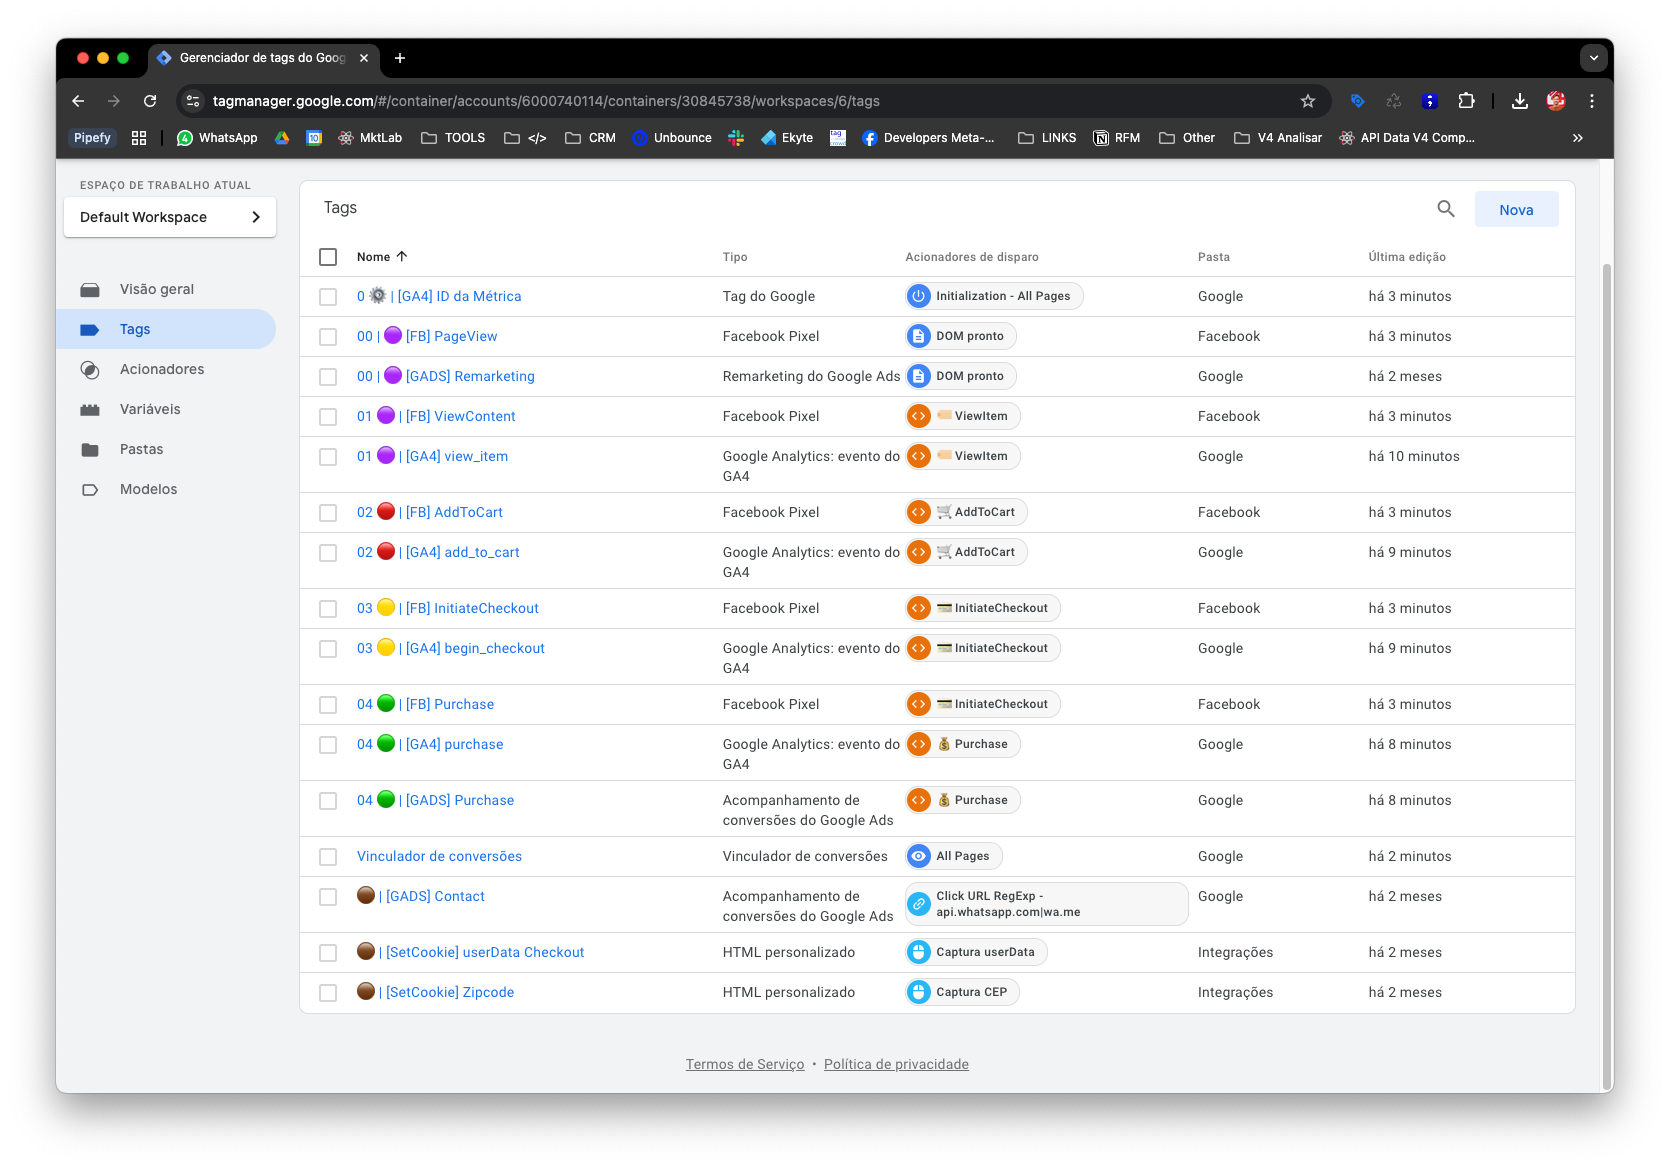 Gerenciador de tags do Goog
tagmanager.google.com/#/container/accounts/6000740114/containers/30845738/workspaces/6/tags
Pipefy WhatsApp MktLab TOOLS </> CRM Unbounce Ekyte Developers Meta-... LINKS RFM Other V4 Analisar API Data V4 Comp... »
ESPAÇO DE TRABALHO ATUAL
Default Workspace
Visão geral
Tags
Acionadores
Variáveis
Pastas
Modelos
Tags
Nova
Nome Tipo Acionadores de disparo Pasta Última edição
0 ⚙️ | [GA4] ID da Métrica Tag do Google Initialization - All Pages Google há 3 minutos
00 | 🟣 [FB] PageView Facebook Pixel DOM pronto Facebook há 3 minutos
00 | 🟣 [GADS] Remarketing Remarketing do Google Ads DOM pronto Google há 2 meses
01 🟣 | [FB] ViewContent Facebook Pixel 🏷️ ViewItem Facebook há 3 minutos
01 🟣 | [GA4] view_item Google Analytics: evento do 🏷️ ViewItem Google há 10 minutos
GA4
02 🔴 | [FB] AddToCart Facebook Pixel 🛒 AddToCart Facebook há 3 minutos
02 🔴 | [GA4] add_to_cart Google Analytics: evento do 🛒 AddToCart Google há 9 minutos
GA4
03 🟡 | [FB] InitiateCheckout Facebook Pixel 💳 InitiateCheckout Facebook há 3 minutos
03 🟡 | [GA4] begin_checkout Google Analytics: evento do 💳 InitiateCheckout Google há 9 minutos
GA4
04 🟢 | [FB] Purchase Facebook Pixel 💳 InitiateCheckout Facebook há 3 minutos
04 🟢 | [GA4] purchase Google Analytics: evento do 💰 Purchase Google há 8 minutos
GA4
04 🟢 | [GADS] Purchase Acompanhamento de 💰 Purchase Google há 8 minutos
conversões do Google Ads
Vinculador de conversões Vinculador de conversões All Pages Google há 2 minutos
🟤 | [GADS] Contact Acompanhamento de Click URL RegExp - Google há 2 meses
conversões do Google Ads api.whatsapp.com|wa.me
🟤 | [SetCookie] userData Checkout HTML personalizado Captura userData Integrações há 2 meses
🟤 | [SetCookie] Zipcode HTML personalizado Captura CEP Integrações há 2 meses
Termos de Serviço • Política de privacidade